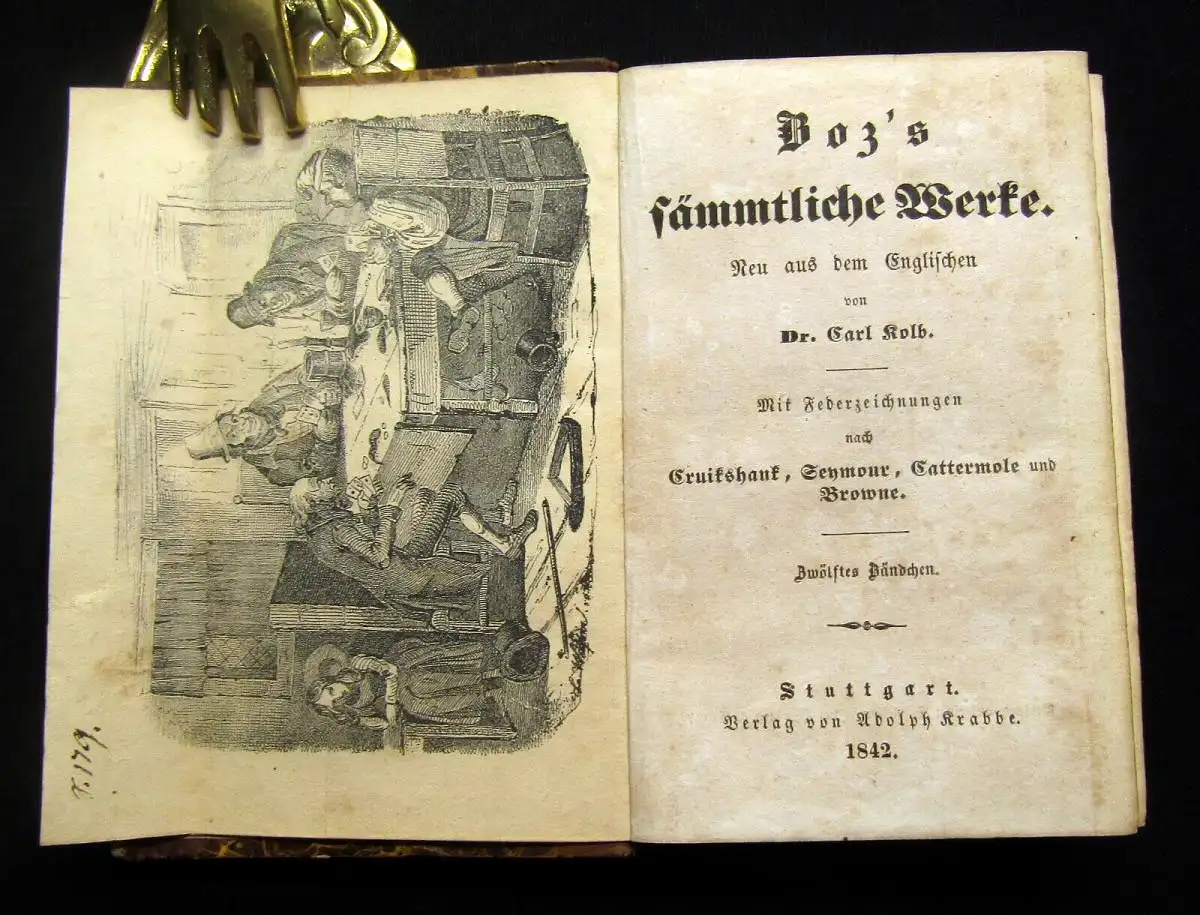 S. 179.
Boz's
sämmtliche Werke.
Neu aus dem Englischen
von
Dr. Carl Kolb.
Mit Federzeichnungen
nach
Cruikshank, Seymour, Cattermole und
Browne.
Zwölftes Bändchen.
Stuttgart.
Verlag von Adolph Krabbe.
1842.